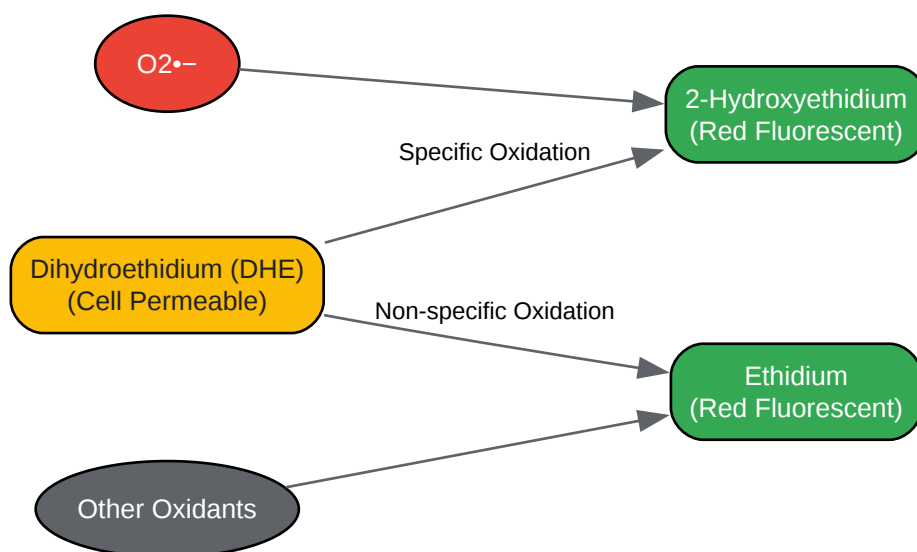 O2•−
2-Hydroxyethidium
(Red Fluorescent)
Specific Oxidation
Dihydroethidium (DHE)
(Cell Permeable)
Non-specific Oxidation
Ethidium
(Red Fluorescent)
Other Oxidants